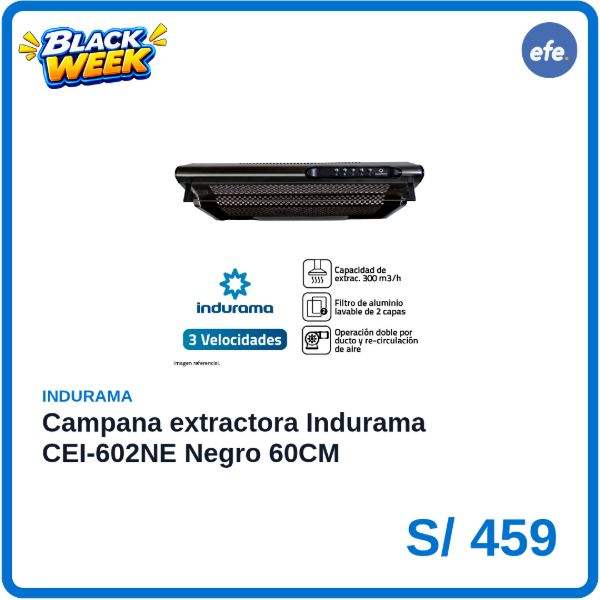 BLACK
WEEK
efe.
indurama
3 Velocidades
Imagen referencial.
Capacidad de
extrac. 300 m3/h
Filtro de aluminio
lavable de 2 capas
2
Operación doble por
ducto y re-circulación
de aire
INDURAMA
Campana extractora Indurama
CEI-602NE Negro 60CM
S/ 459